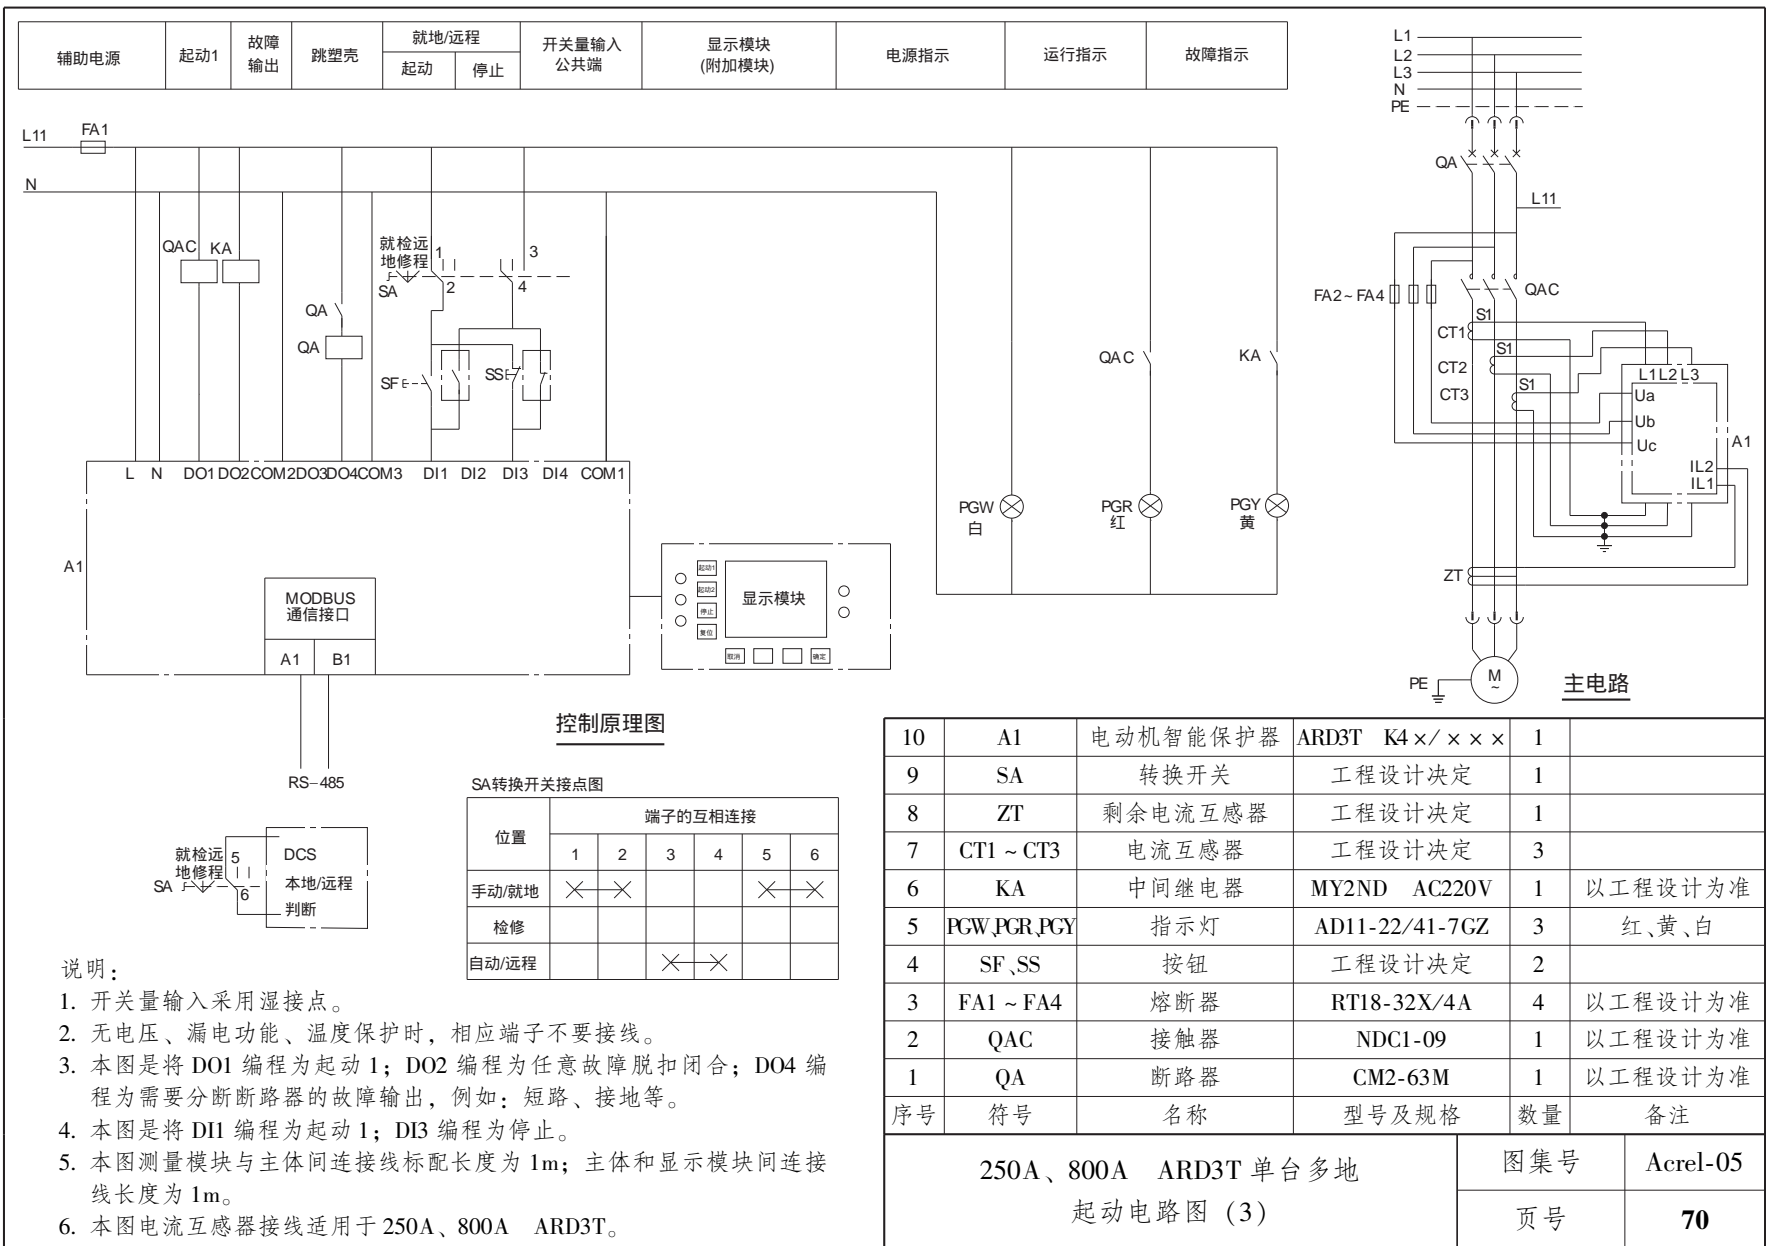 辅助电源 起动1 故障输出 跳塑壳 就地/远程 起动 停止 开关量输入公共端 显示模块(附加模块) 电源指示 运行指示 故障指示
L11 FA1
N
QAC KA
QA
QA
就检远
地修程
SA
1 2 3 4
SF SS
QAC
KA
PGW
白
PGR
红
PGY
黄
L N DO1 DO2 COM2 DO3 DO4 COM3 DI1 DI2 DI3 DI4 COM1
A1
MODBUS
通信接口
A1 B1
RS-485
起动1
起动2
停止
复位
显示模块
取消 确定
控制原理图
L1
L2
L3
N
PE
QA
L11
FA2~FA4
QAC
CT1 S1
CT2 S1
CT3 S1
L1 L2 L3
Ua
Ub
Uc
IL2
IL1
A1
ZT
M
~
PE
主电路
就检远
地修程
SA
5
6
DCS
本地/远程
判断
SA转换开关接点图
位置 端子的互相连接
1 2 3 4 5 6
手动/就地
检修
自动/远程
说明：
1. 开关量输入采用湿接点。
2. 无电压、漏电功能、温度保护时，相应端子不要接线。
3. 本图是将 DO1 编程为起动 1；DO2 编程为任意故障脱扣闭合；DO4 编
程为需要分断断路器的故障输出，例如：短路、接地等。
4. 本图是将 DI1 编程为起动 1；DI3 编程为停止。
5. 本图测量模块与主体间连接线标配长度为 1m；主体和显示模块间连接
线长度为 1m。
6. 本图电流互感器接线适用于 250A、800A ARD3T。
10 A1 电动机智能保护器 ARD3T K4×/××× 1
9 SA 转换开关 工程设计决定 1
8 ZT 剩余电流互感器 工程设计决定 1
7 CT1~CT3 电流互感器 工程设计决定 3
6 KA 中间继电器 MY2ND AC220V 1 以工程设计为准
5 PGW、PGR、PGY 指示灯 AD11-22/41-7GZ 3 红、黄、白
4 SF、SS 按钮 工程设计决定 2
3 FA1~FA4 熔断器 RT18-32X/4A 4 以工程设计为准
2 QAC 接触器 NDC1-09 1 以工程设计为准
1 QA 断路器 CM2-63M 1 以工程设计为准
序号 符号 名称 型号及规格 数量 备注
250A、800A ARD3T 单台多地
起动电路图（3）
图集号 Acrel-05
页号 70